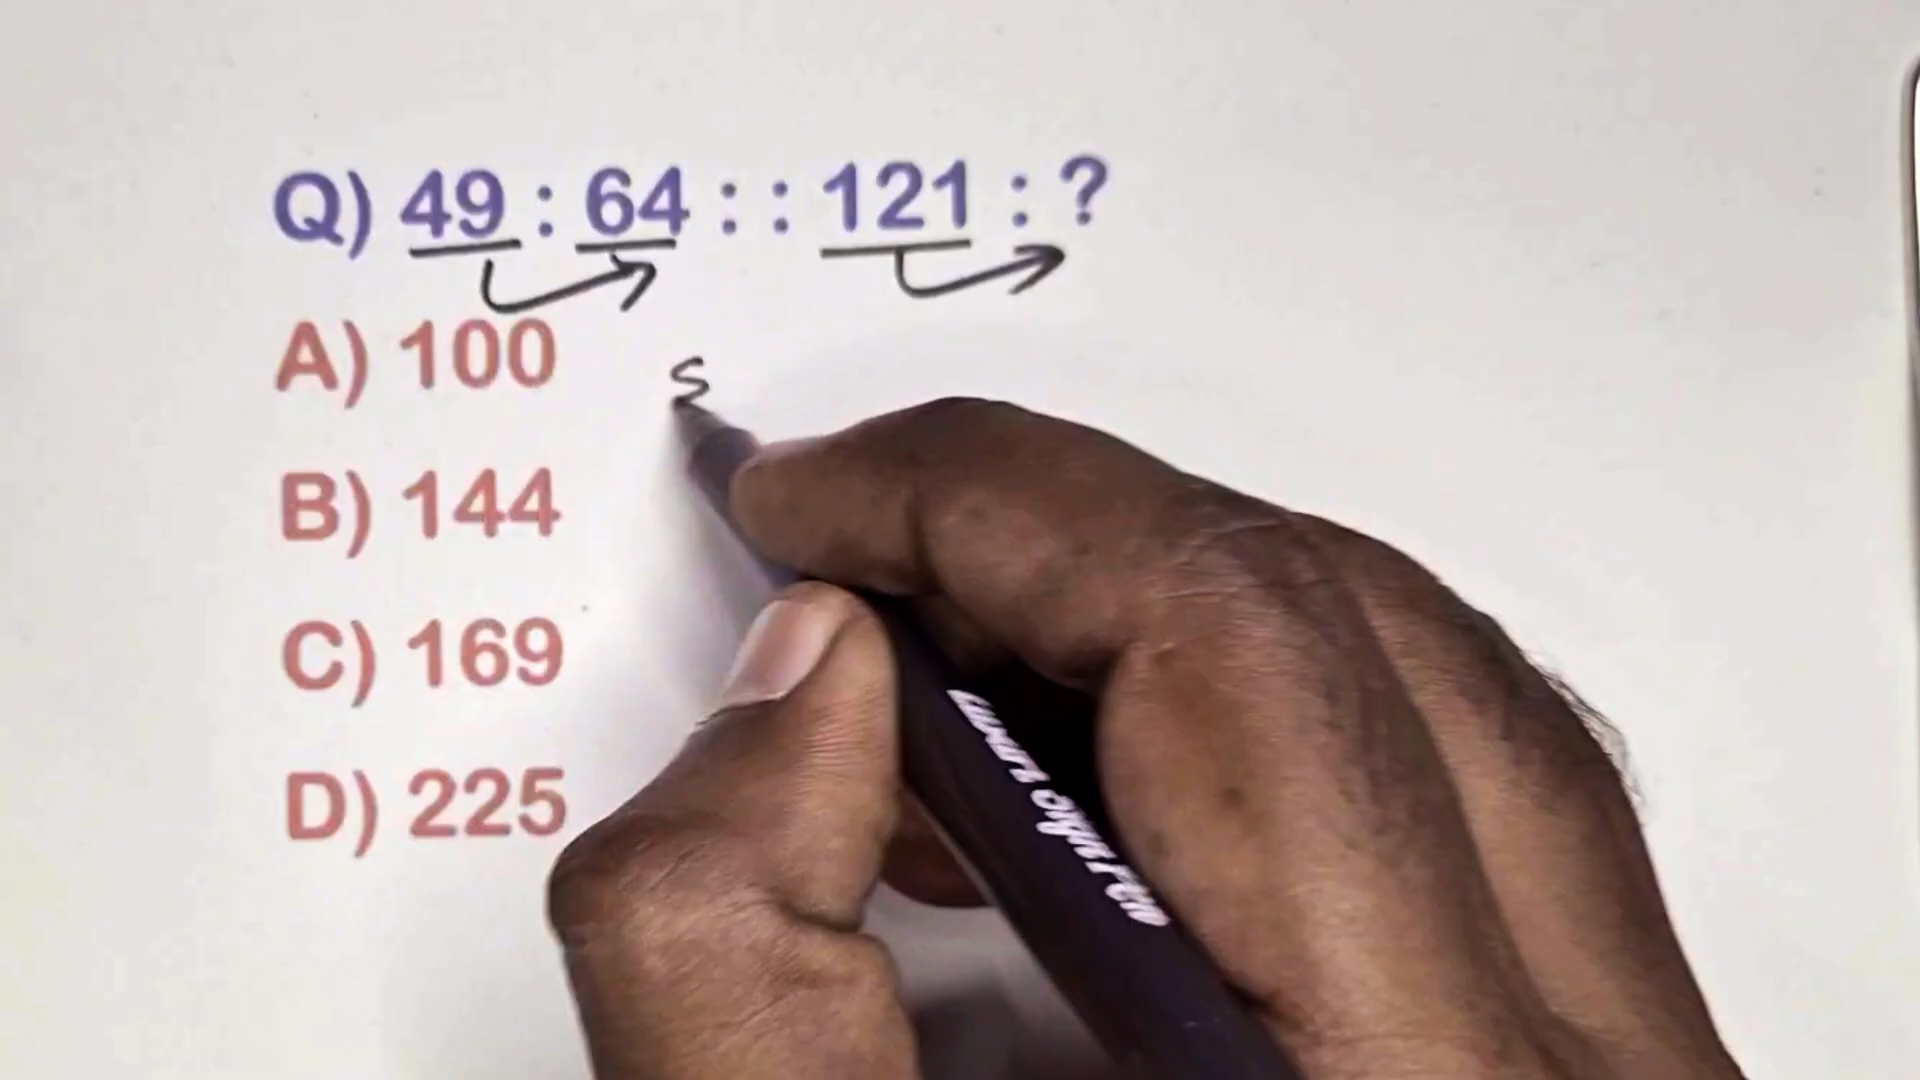 Q) 49 : 64 : : 121 : ?
A) 100
S
B) 144
C) 169
D) 225